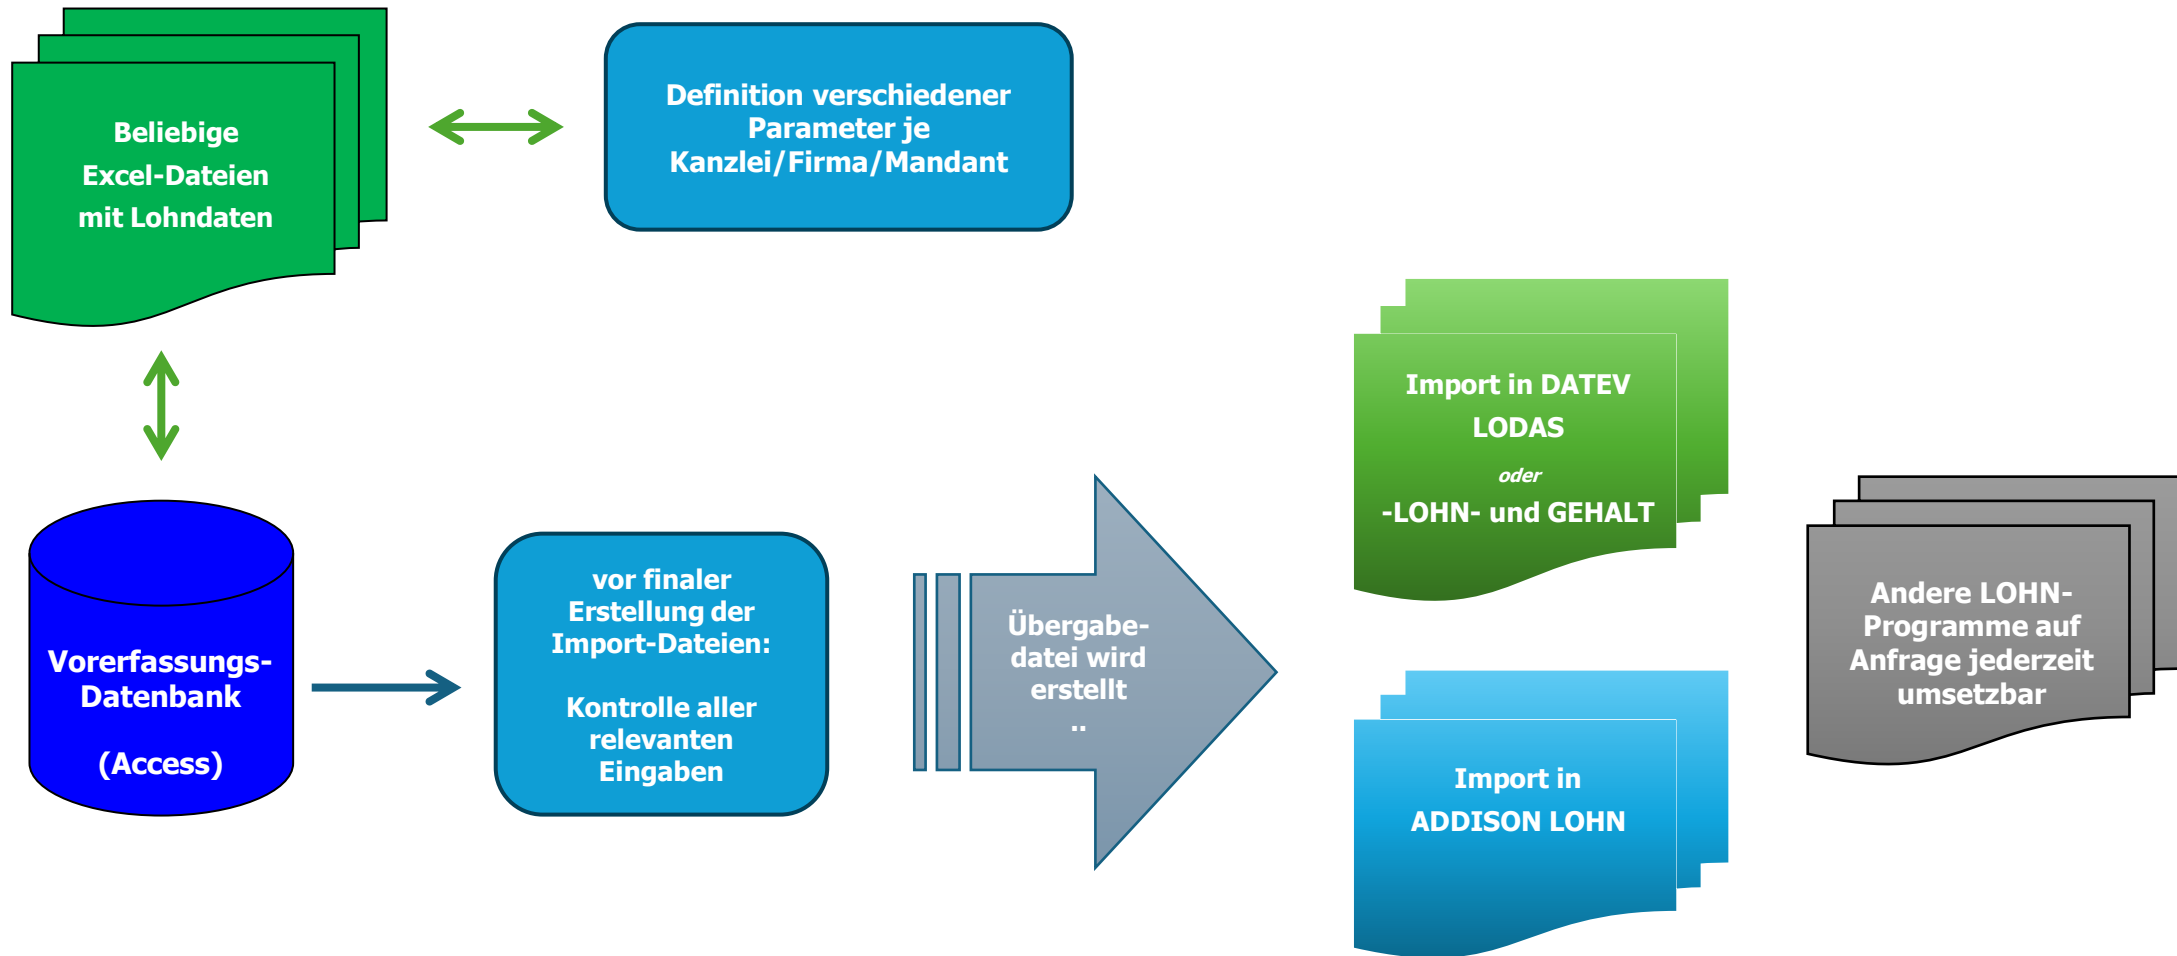 Beliebige
Excel-Dateien
mit Lohndaten
Definition verschiedener
Parameter je
Kanzlei/Firma/Mandant
Vorerfassungs-
Datenbank
(Access)
vor finaler
Erstellung der
Import-Dateien:
Kontrolle aller
relevanten
Eingaben
Übergabe-
datei wird
erstellt
..
Import in DATEV
LODAS
oder
-LOHN- und GEHALT
Import in
ADDISON LOHN
Andere LOHN-
Programme auf
Anfrage jederzeit
umsetzbar